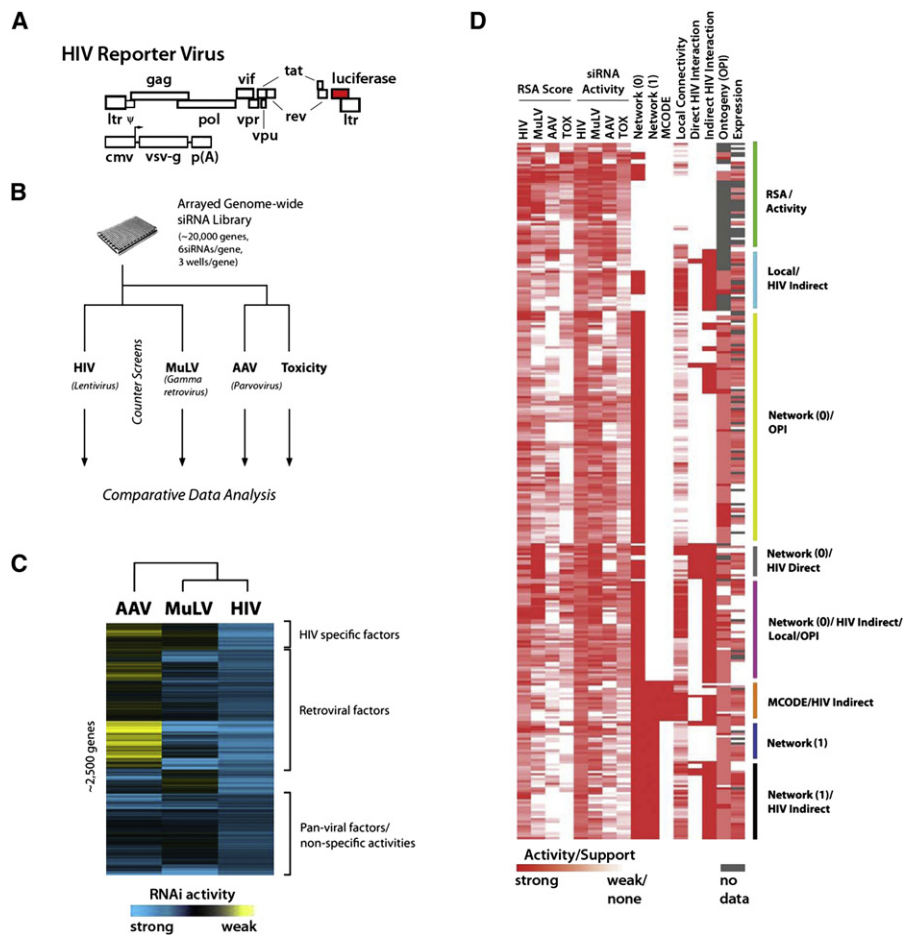 A
HIV Reporter Virus
gag
vif
tat
luciferase
ltr ψ
pol
vpr
vpu
rev
ltr
cmv
vsv-g
p(A)
B
Arrayed Genome-wide
siRNA Library
(~20,000 genes,
6siRNAs/gene,
3 wells/gene)
HIV
(Lentivirus)
Counter Screens
MuLV
(Gamma
retrovirus)
AAV
(Parvovirus)
Toxicity
Comparative Data Analysis
C
AAV MuLV HIV
~2,500 genes
HIV specific factors
Retroviral factors
Pan-viral factors/
non-specific activities
RNAi activity
strong weak
D
RSA Score
siRNA
Activity
HIV
MuLV
AAV
TOX
HIV
MuLV
AAV
TOX
Network (0)
Network (1)
MCODE
Local Connectivity
Direct HIV Interaction
Indirect HIV Interaction
Ontogeny (OPI)
Expression
RSA/
Activity
Local/
HIV Indirect
Network (0)/
OPI
Network (0)/
HIV Direct
Network (0)/ HIV Indirect/
Local/OPI
MCODE/HIV Indirect
Network (1)
Network (1)/
HIV Indirect
Activity/Support
strong
weak/
none
no
data